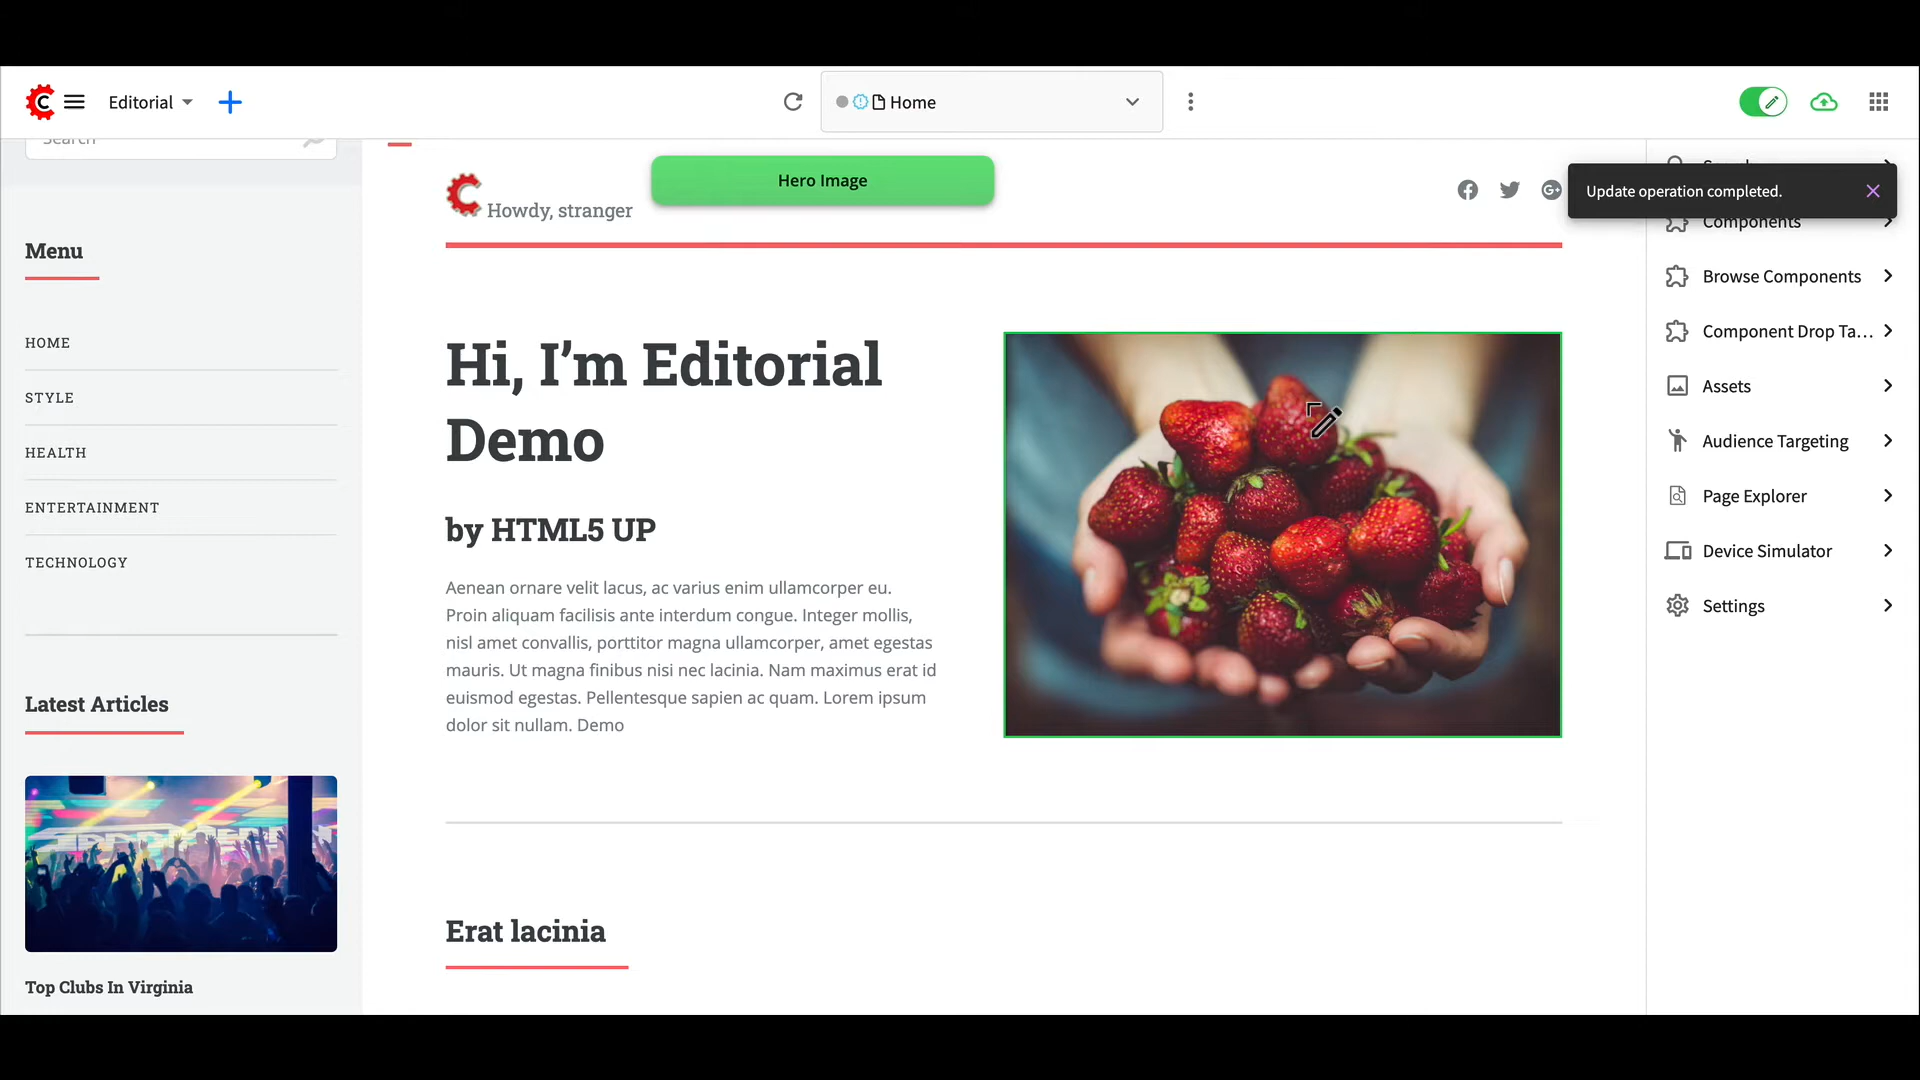 Editorial
Home
Search
Menu
HOME
STYLE
HEALTH
ENTERTAINMENT
TECHNOLOGY
Latest Articles
Top Clubs In Virginia
Howdy, stranger
Hero Image
Hi, I’m Editorial
Demo
by HTML5 UP
Aenean ornare velit lacus, ac varius enim ullamcorper eu.
Proin aliquam facilisis ante interdum congue. Integer mollis,
nisl amet convallis, porttitor magna ullamcorper, amet egestas
mauris. Ut magna finibus nisi nec lacinia. Nam maximus erat id
euismod egestas. Pellentesque sapien ac quam. Lorem ipsum
dolor sit nullam. Demo
Erat lacinia
Update operation completed.
Components
Browse Components
Component Drop Ta...
Assets
Audience Targeting
Page Explorer
Device Simulator
Settings